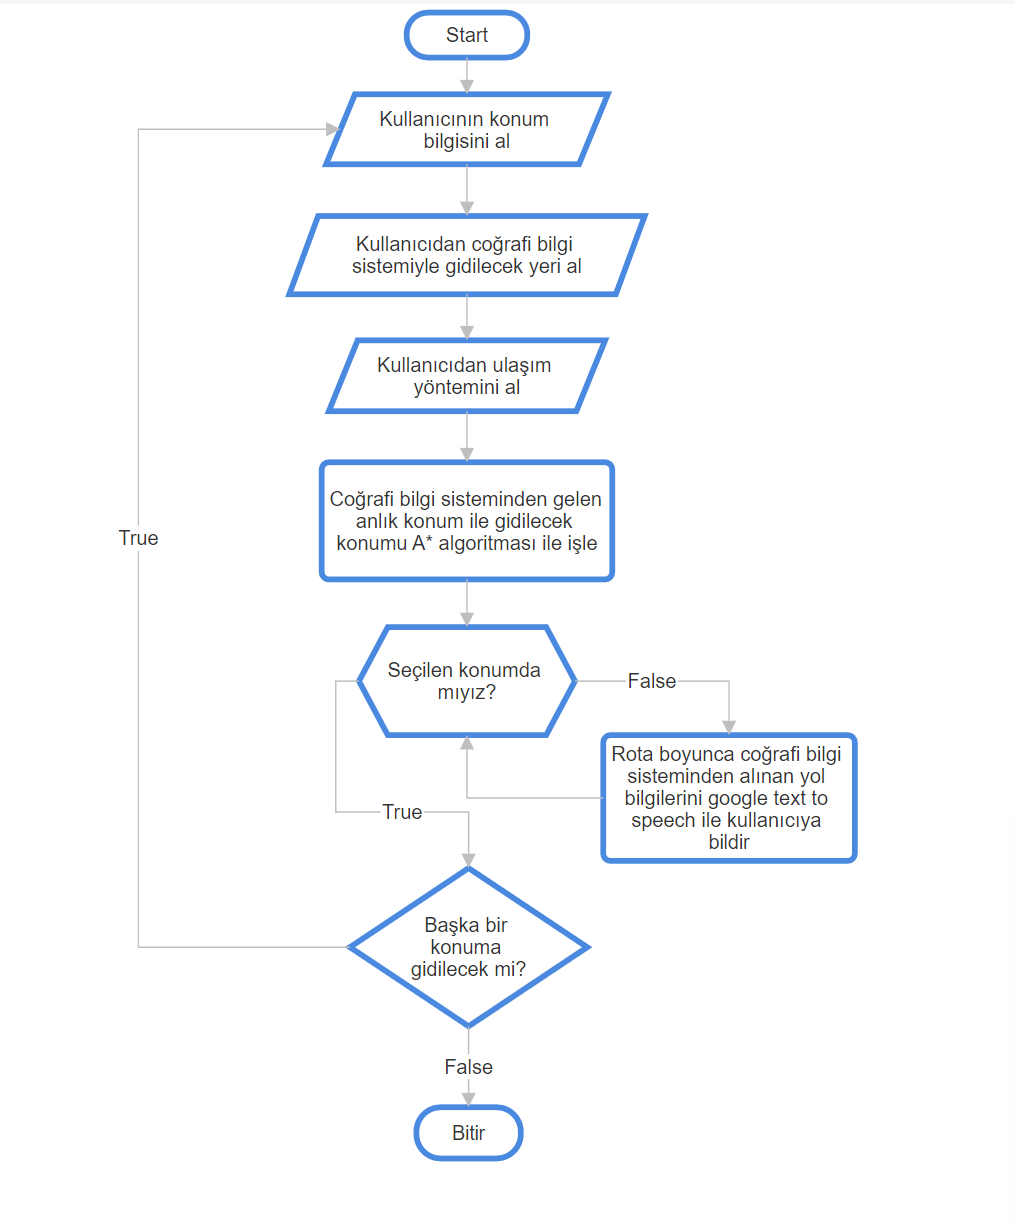 Start
Kullanıcının konum
bilgisini al
Kullanıcıdan coğrafi bilgi
sistemiyle gidilecek yeri al
Kullanıcıdan ulaşım
yöntemini al
Coğrafi bilgi sisteminden gelen
anlık konum ile gidilecek
konumu A* algoritması ile işle
True
Seçilen konumda
mıyız?
False
Rota boyunca coğrafi bilgi
sisteminden alınan yol
bilgilerini google text to
speech ile kullanıcıya
bildir
True
Başka bir
konuma
gidilecek mi?
False
Bitir